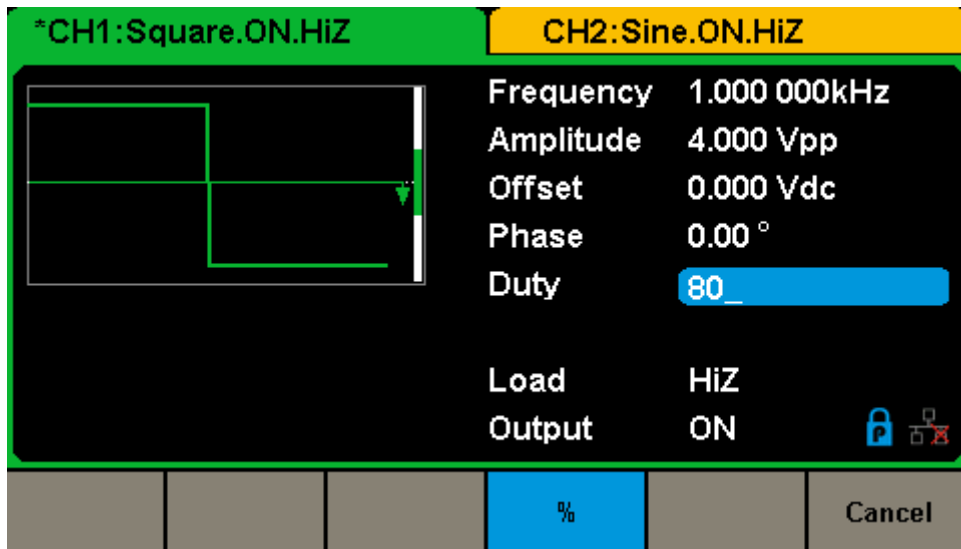 *CH1:Square.ON.HiZ
CH2:Sine.ON.HiZ
Frequency 1.000 000kHz
Amplitude 4.000 Vpp
Offset 0.000 Vdc
Phase 0.00 °
Duty 80_
Load HiZ
Output ON
P
% Cancel